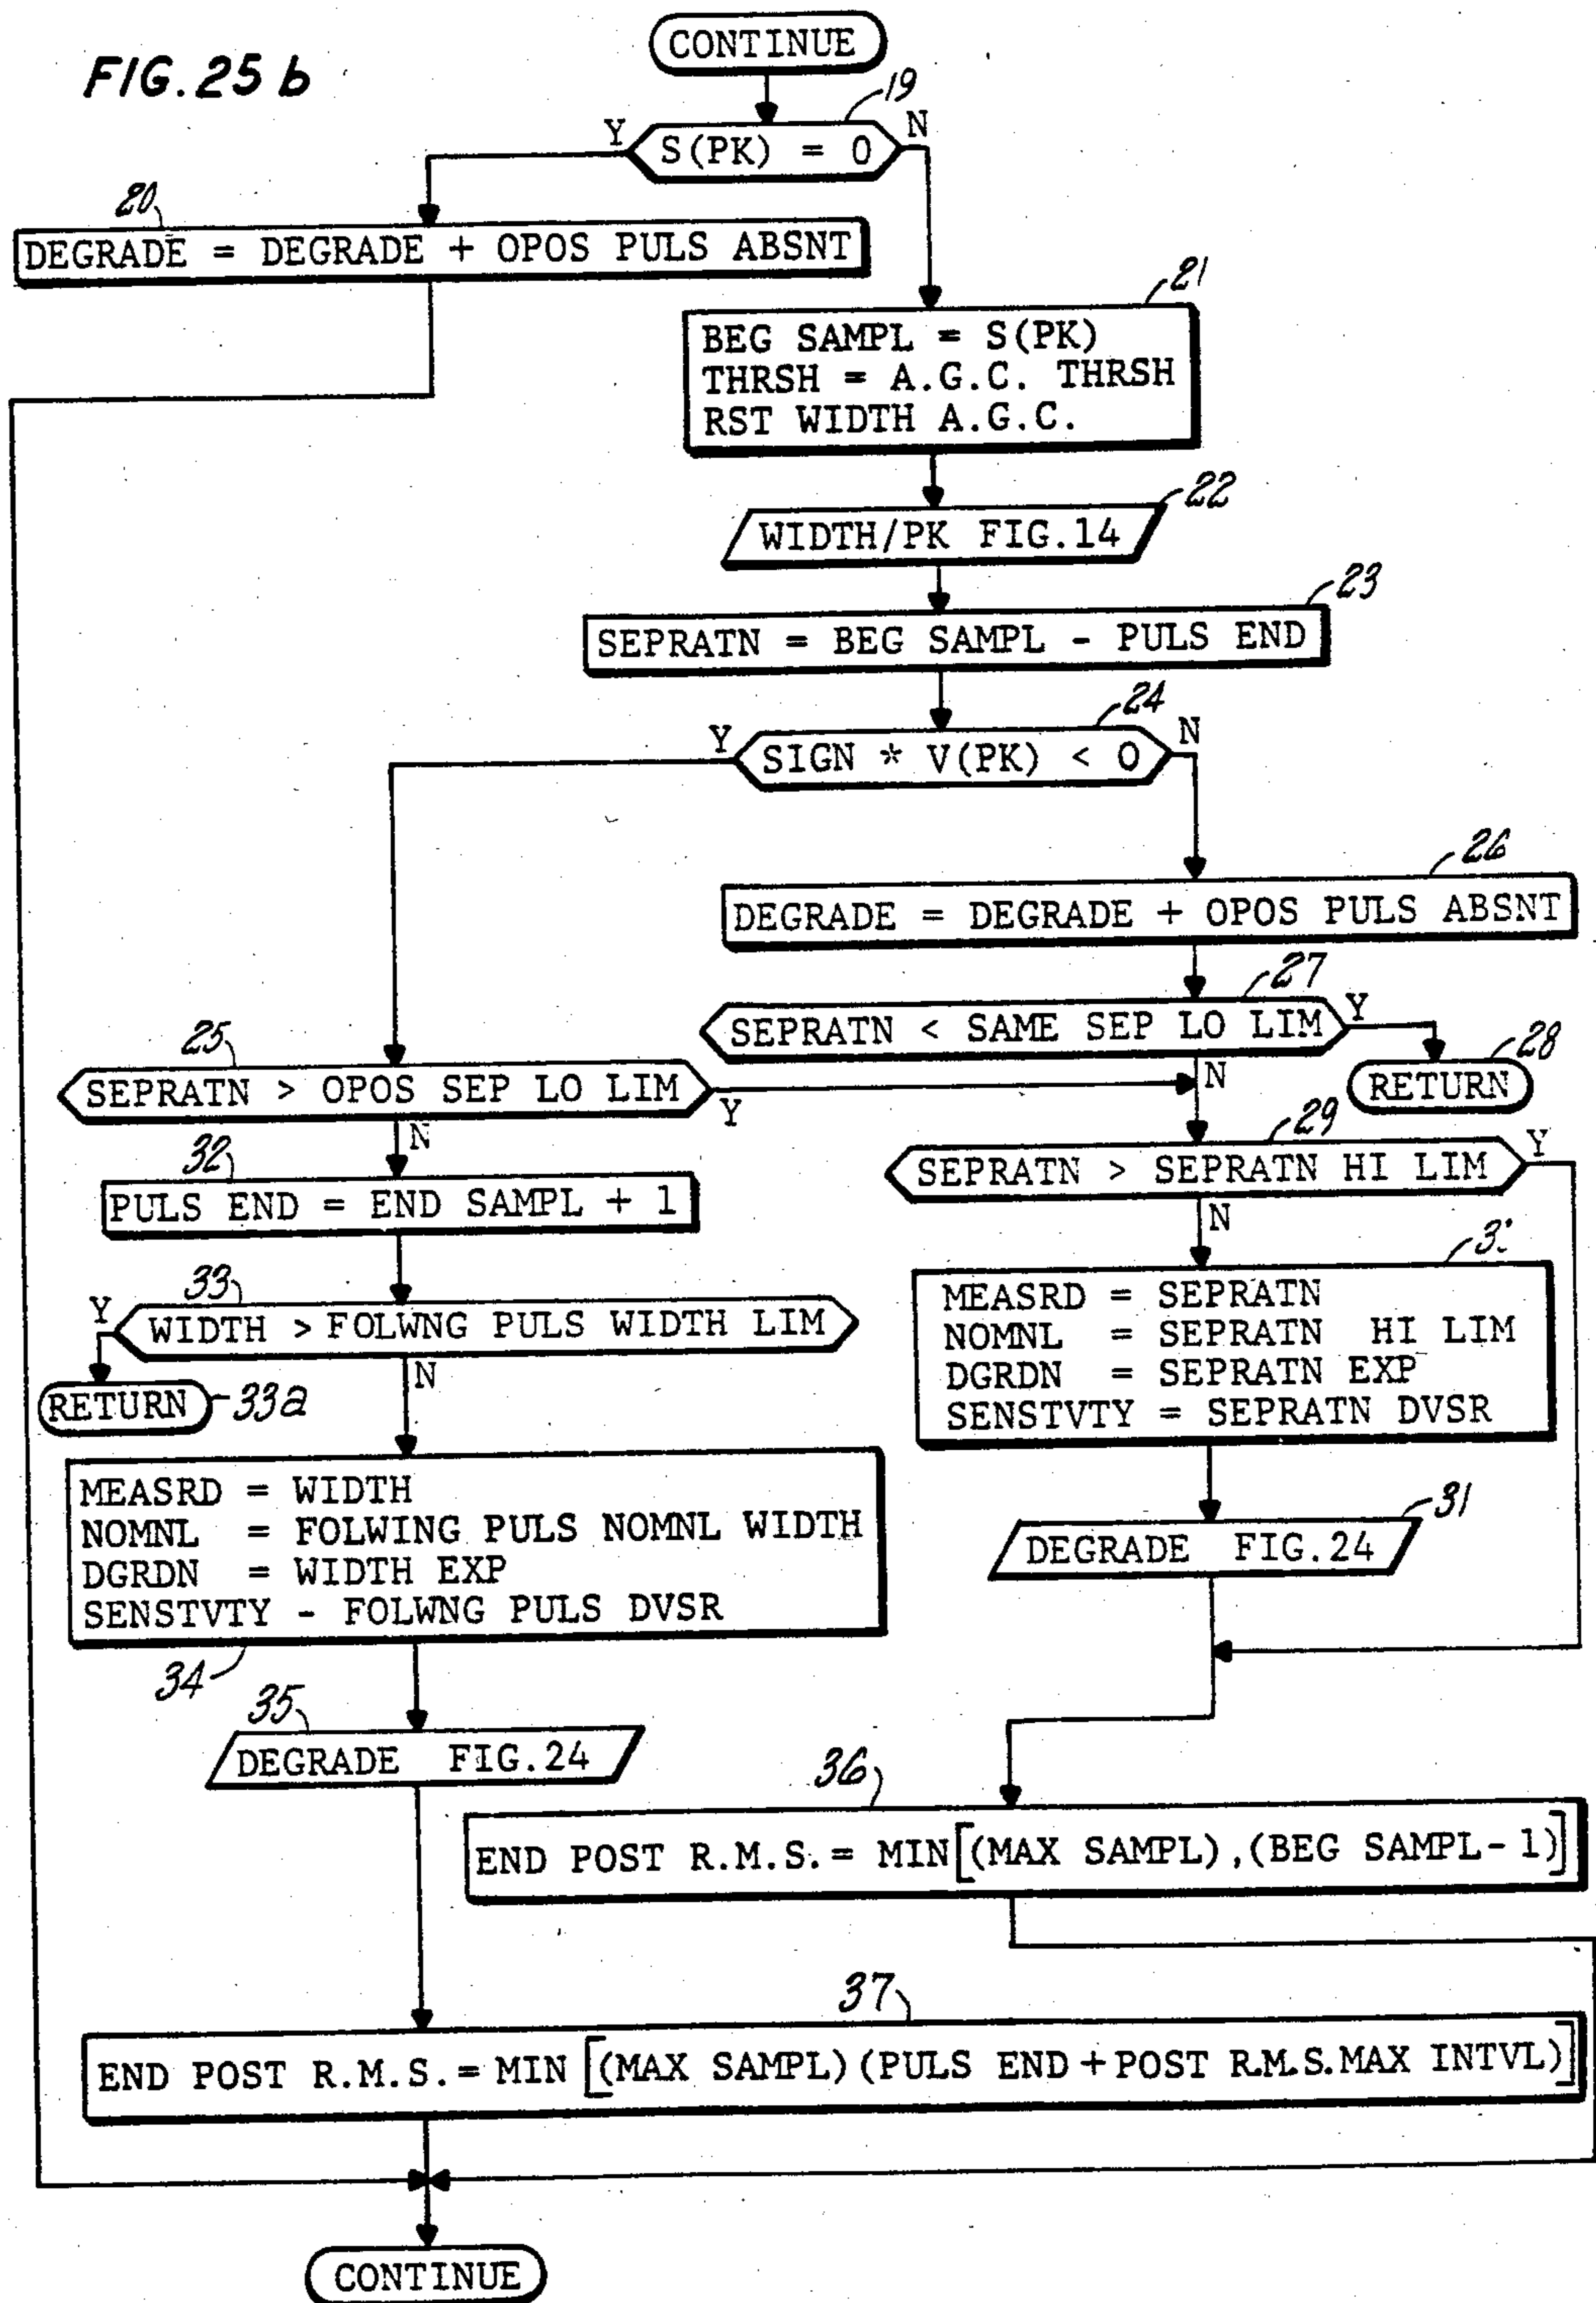 FIG. 25 b
CONTINUE
19
Y
S(PK) = 0
N
20
DEGRADE = DEGRADE + OPOS PULS ABSNT
21
BEG SAMPL = S(PK)
THRSH = A.G.C. THRSH
RST WIDTH A.G.C.
22
WIDTH/PK FIG.14
23
SEPRATN = BEG SAMPL - PULS END
24
Y
SIGN * V(PK) < 0
N
26
DEGRADE = DEGRADE + OPOS PULS ABSNT
27
SEPRATN < SAME SEP LO LIM
Y
28
RETURN
N
25
SEPRATN > OPOS SEP LO LIM
Y
N
29
SEPRATN > SEPRATN HI LIM
Y
N
32
PULS END = END SAMPL + 1
33
Y
WIDTH > FOLWNG PULS WIDTH LIM
N
RETURN
33a
MEASRD = SEPRATN
NOMNL = SEPRATN HI LIM
DGRDN = SEPRATN EXP
SENSTVTY = SEPRATN DVSR
MEASRD = WIDTH
NOMNL = FOLWING PULS NOMNL WIDTH
DGRDN = WIDTH EXP
SENSTVTY - FOLWNG PULS DVSR
34
31
DEGRADE FIG.24
35
DEGRADE FIG.24
36
END POST R.M.S. = MIN[(MAX SAMPL),(BEG SAMPL-1)]
37
END POST R.M.S. = MIN [(MAX SAMPL)(PULS END + POST R.M.S. MAX INTVL)]
CONTINUE